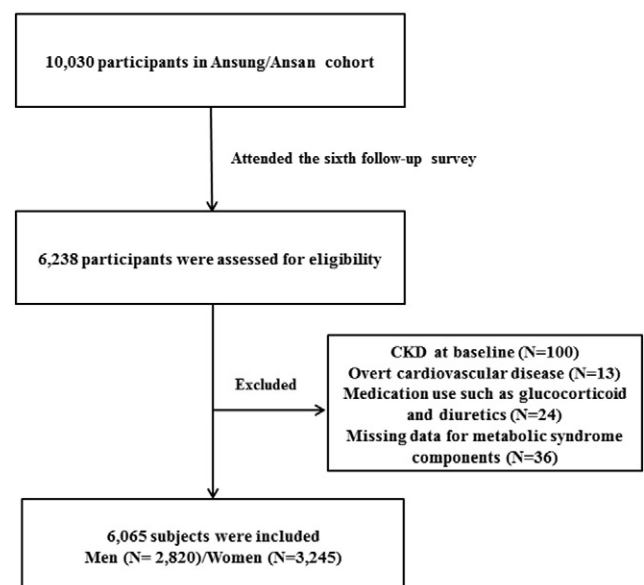 10,030 participants in Ansung/Ansan cohort
Attended the sixth follow-up survey
6,238 participants were assessed for eligibility
Excluded
CKD at baseline (N=100)
Overt cardiovascular disease (N=13)
Medication use such as glucocorticoid
and diuretics (N=24)
Missing data for metabolic syndrome
components (N=36)
6,065 subjects were included
Men (N= 2,820)/Women (N=3,245)